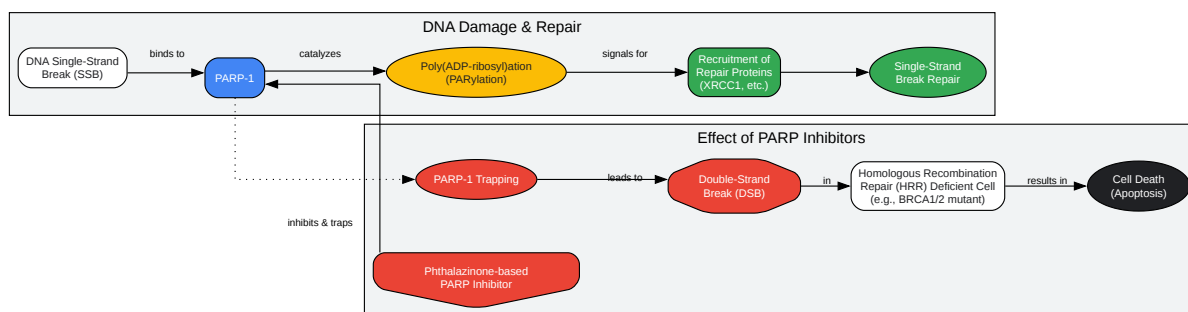 DNA Damage & Repair
DNA Single-Strand
Break (SSB)
binds to
PARP-1
catalyzes
Poly(ADP-ribosyl)ation
(PARylation)
signals for
Recruitment of
Repair Proteins
(XRCC1, etc.)
Single-Strand
Break Repair
Effect of PARP Inhibitors
PARP-1 Trapping
leads to
Double-Strand
Break (DSB)
in
Homologous Recombination
Repair (HRR) Deficient Cell
(e.g., BRCA1/2 mutant)
results in
Cell Death
(Apoptosis)
inhibits & traps
Phthalazinone-based
PARP Inhibitor